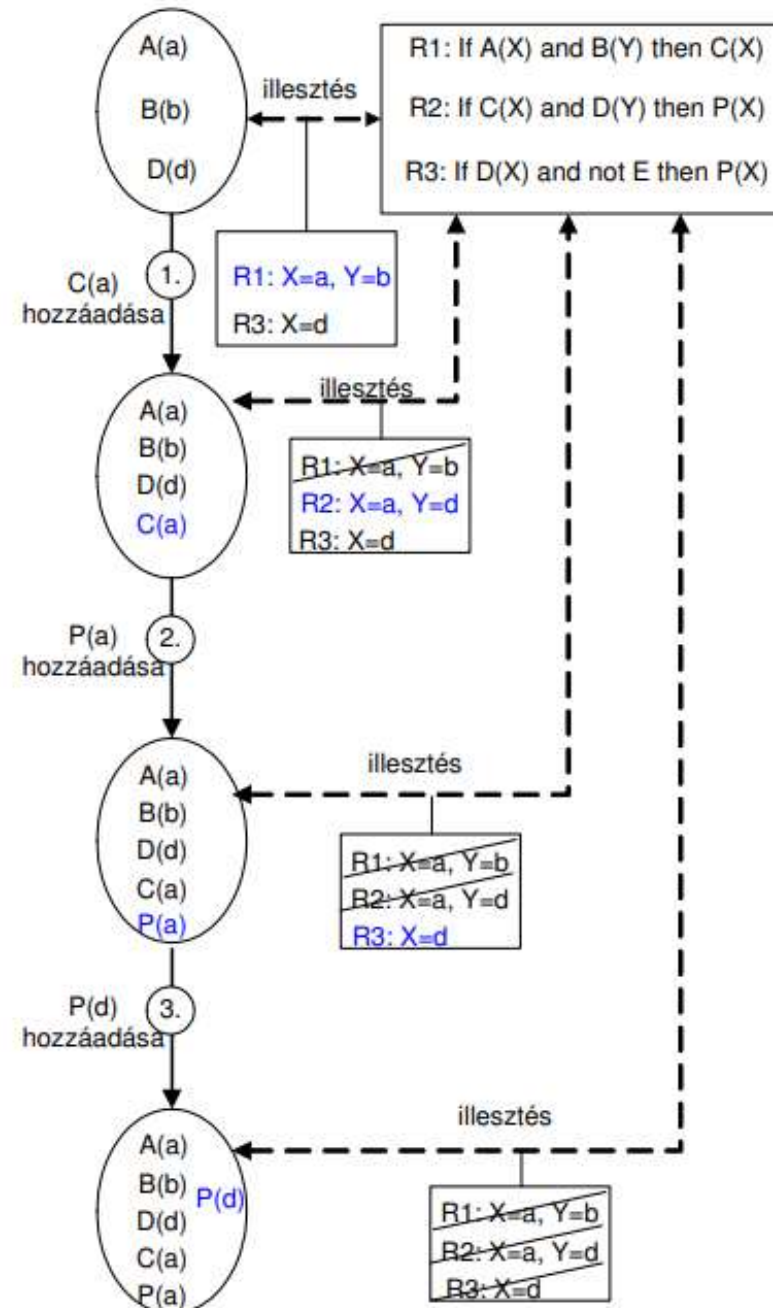 A(a)
B(b)
D(d)
illesztés
R1: If A(X) and B(Y) then C(X)
R2: If C(X) and D(Y) then P(X)
R3: If D(X) and not E then P(X)
C(a)
hozzáadása
1.
R1: X=a, Y=b
R3: X=d
illesztés
A(a)
B(b)
D(d)
C(a)
R1: X=a, Y=b
R2: X=a, Y=d
R3: X=d
P(a)
hozzáadása
2.
illesztés
A(a)
B(b)
D(d)
C(a)
P(a)
R1: X=a, Y=b
R2: X=a, Y=d
R3: X=d
P(d)
hozzáadása
3.
illesztés
A(a)
B(b)
P(d)
D(d)
C(a)
P(a)
R1: X=a, Y=b
R2: X=a, Y=d
R3: X=d